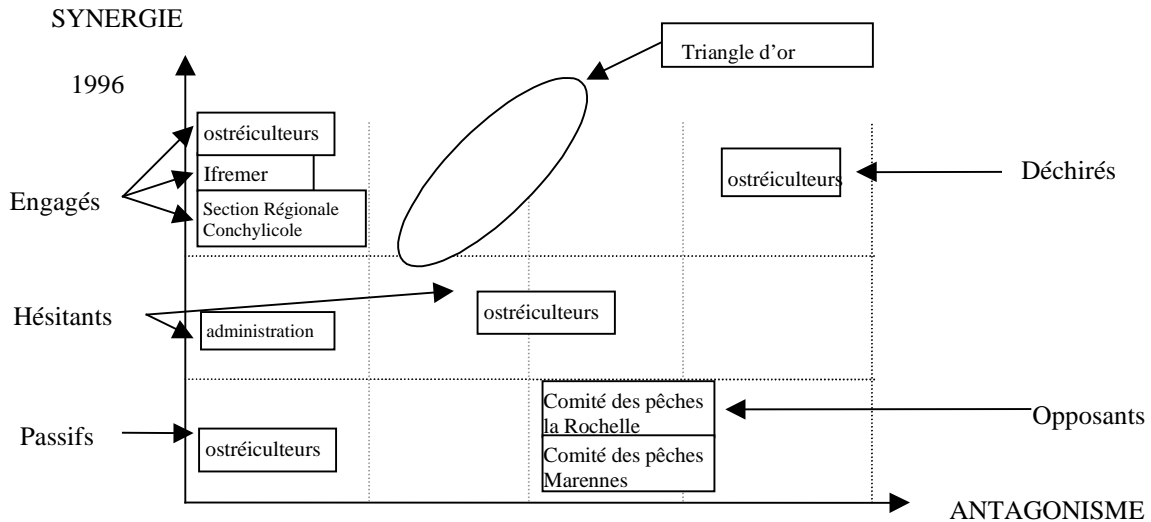 SYNERGIE
Triangle d'or
1996
ostréiculteurs
Ifremer
Section Régionale
Conchylicole
Engagés
ostréiculteurs
Déchirés
Hésitants
ostréiculteurs
administration
Comité des pêches
la Rochelle
Comité des pêches
Marennes
Opposants
Passifs
ostréiculteurs
ANTAGONISME